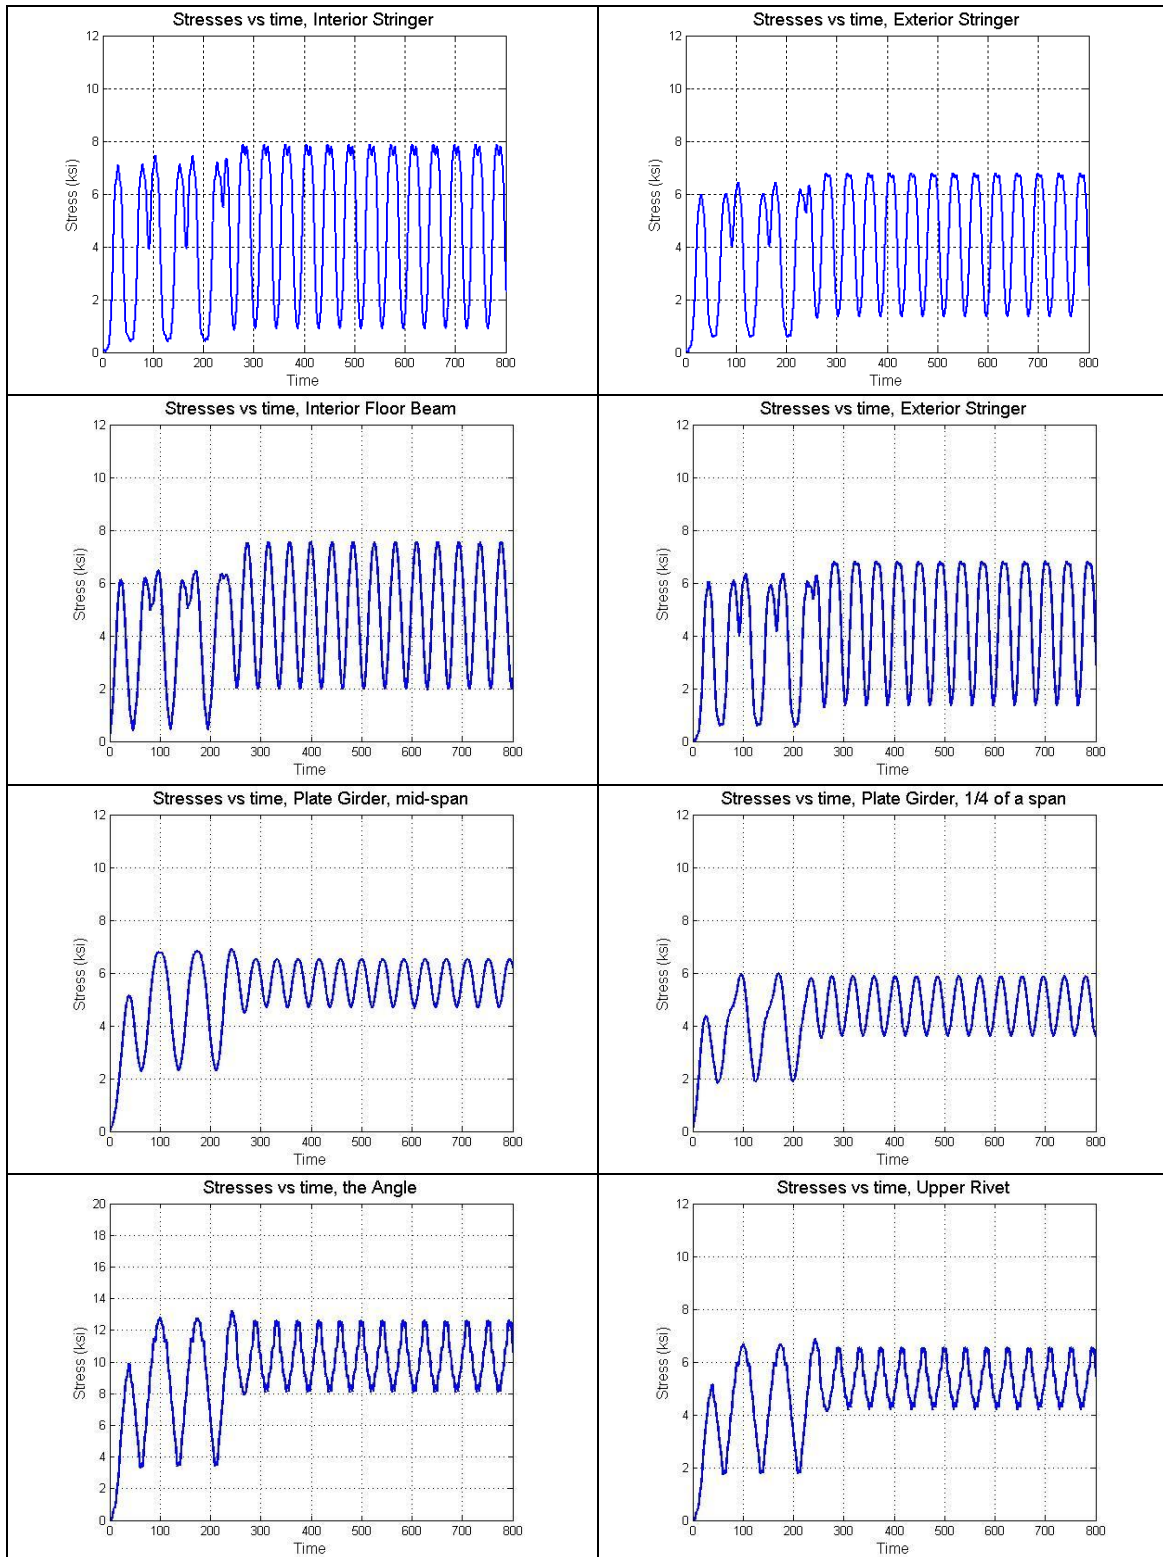 Stresses vs time, Interior Stringer
12
10
8
6
4
2
0
Stress (ksi)
0 100 200 300 400 500 600 700 800
Time
Stresses vs time, Exterior Stringer
12
10
8
6
4
2
0
Stress (ksi)
0 100 200 300 400 500 600 700 800
Time
Stresses vs time, Interior Floor Beam
12
10
8
6
4
2
0
Stress (ksi)
0 100 200 300 400 500 600 700 800
Time
Stresses vs time, Exterior Stringer
12
10
8
6
4
2
0
Stress (ksi)
0 100 200 300 400 500 600 700 800
Time
Stresses vs time, Plate Girder, mid-span
12
10
8
6
4
2
0
Stress (ksi)
0 100 200 300 400 500 600 700 800
Time
Stresses vs time, Plate Girder, 1/4 of a span
12
10
8
6
4
2
0
Stress (ksi)
0 100 200 300 400 500 600 700 800
Time
Stresses vs time, the Angle
20
18
16
14
12
10
8
6
4
2
0
Stress (ksi)
0 100 200 300 400 500 600 700 800
Time
Stresses vs time, Upper Rivet
12
10
8
6
4
2
0
Stress (ksi)
0 100 200 300 400 500 600 700 800
Time